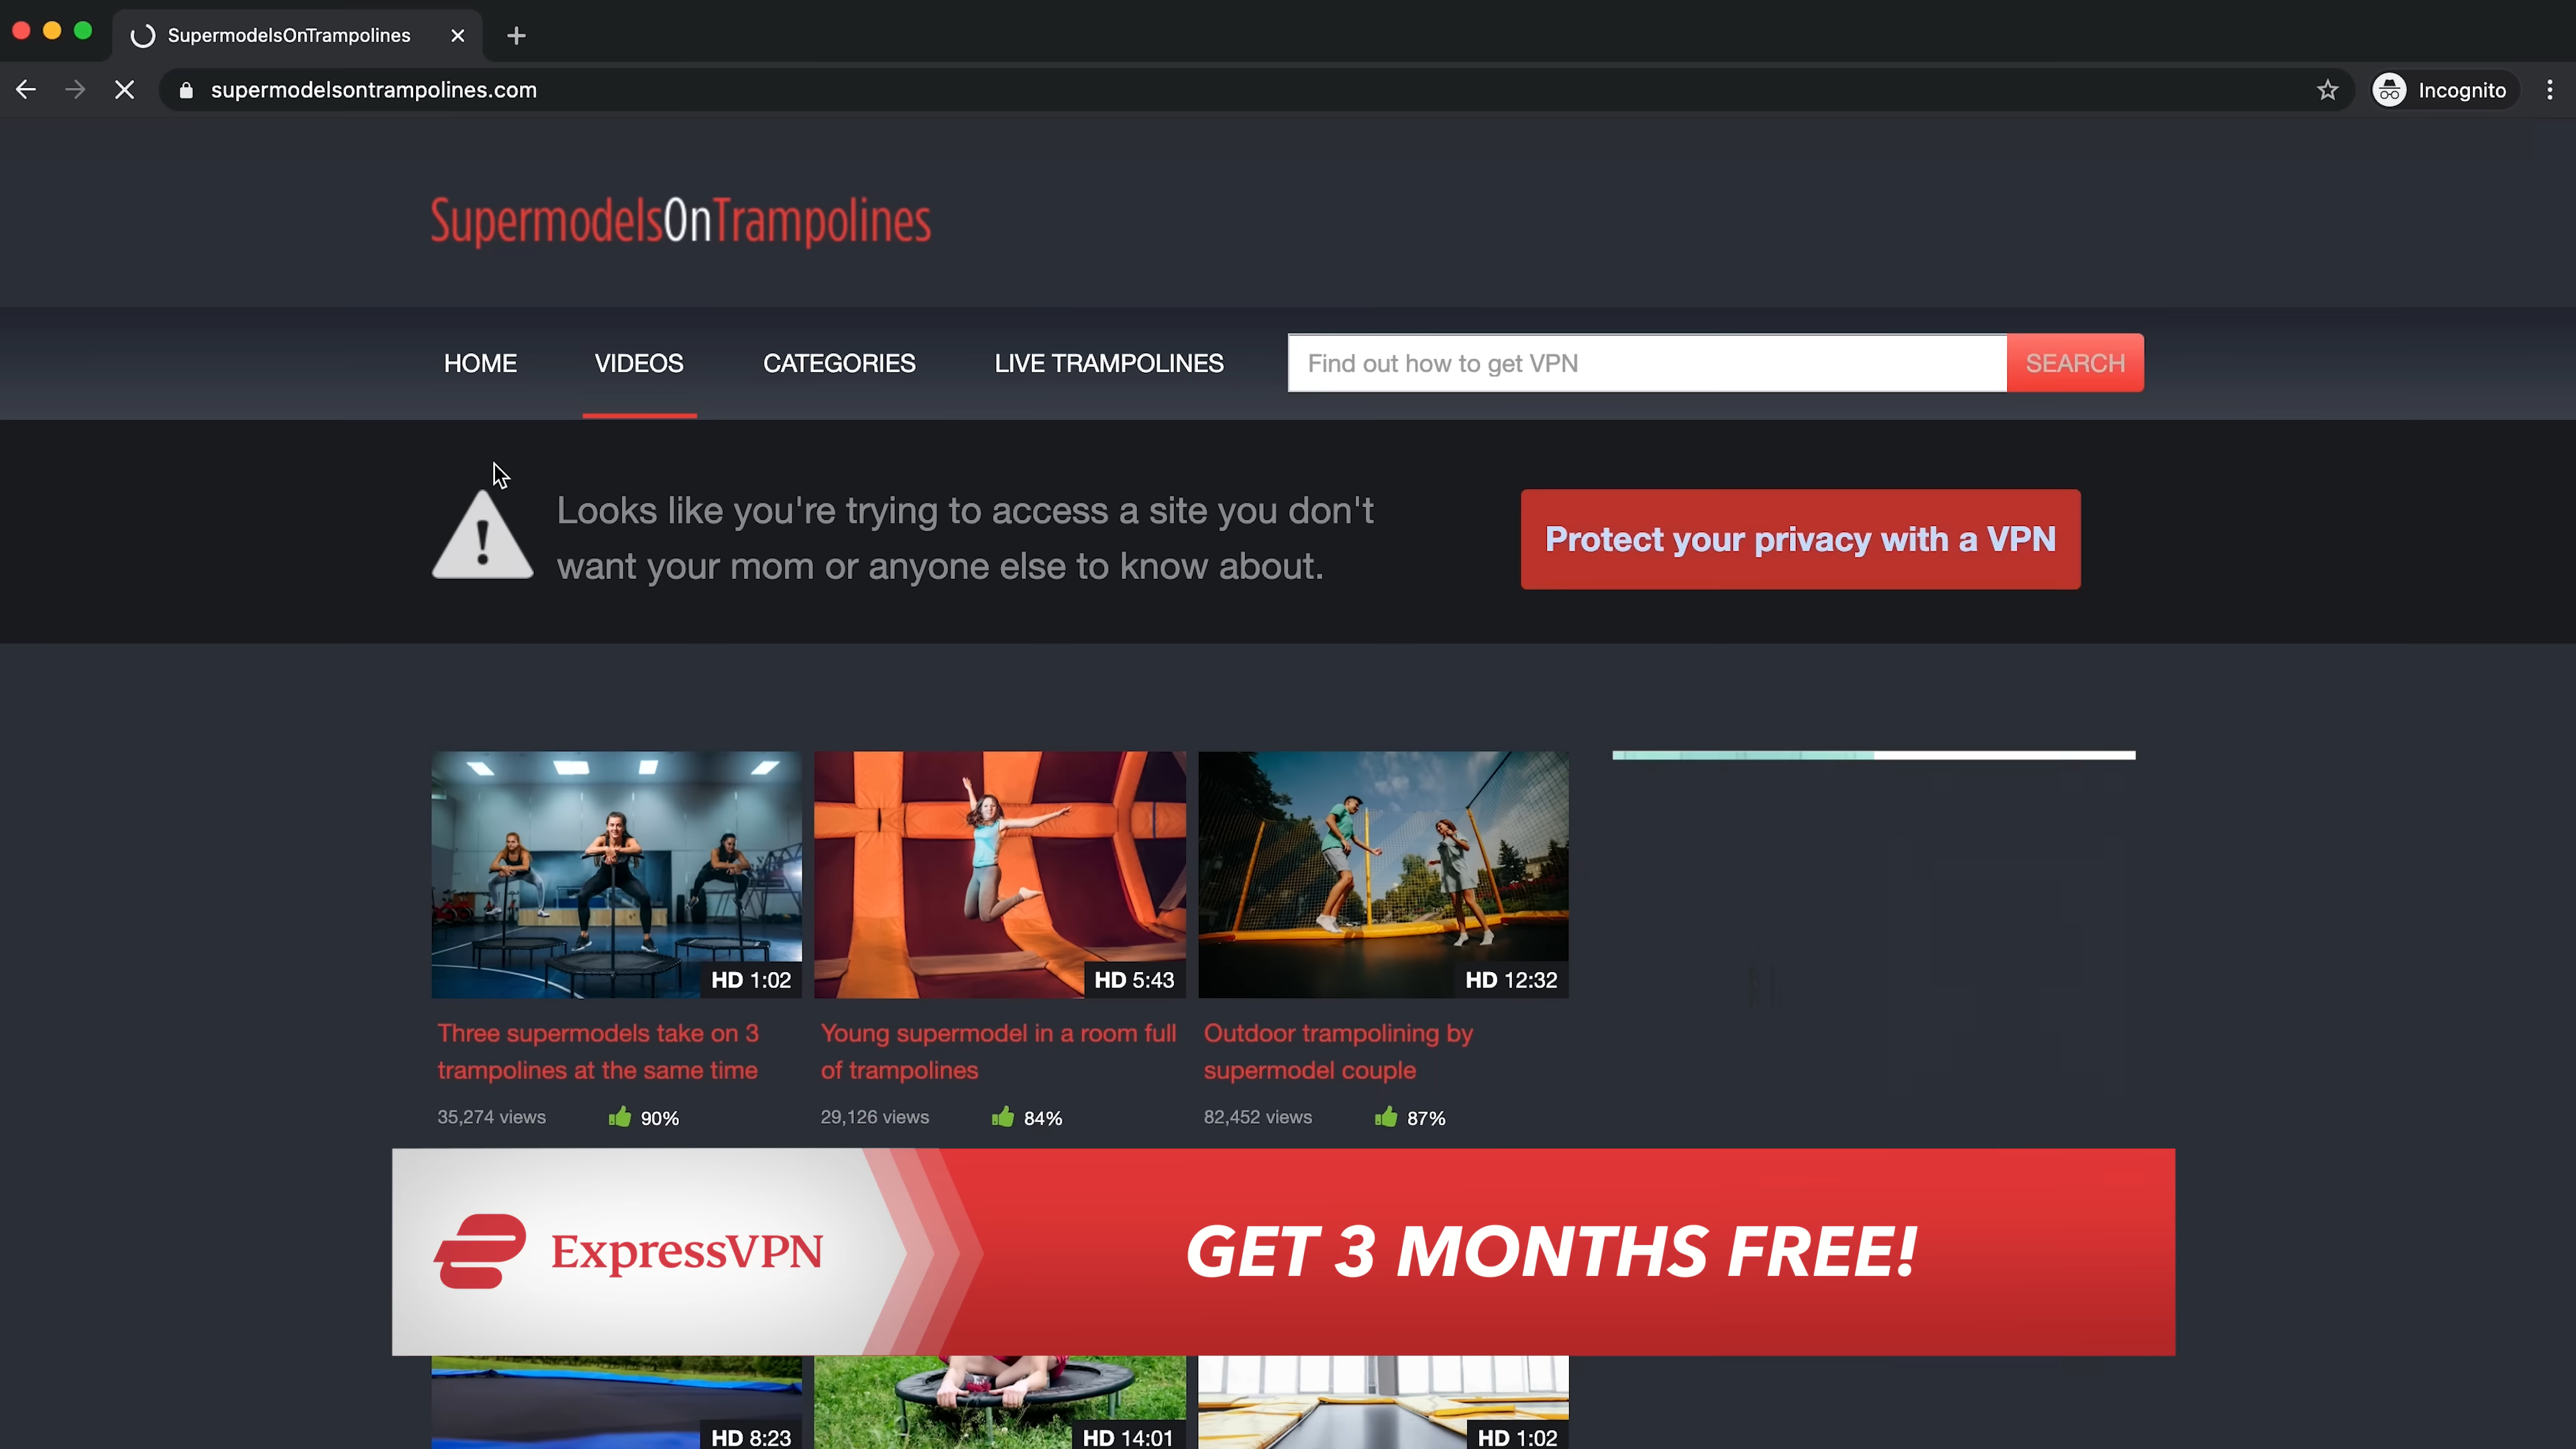 SupermodelsOnTrampolines
supermodelsontrampolines.com
Incognito
SupermodelsOnTrampolines
HOME
VIDEOS
CATEGORIES
LIVE TRAMPOLINES
Find out how to get VPN
SEARCH
Looks like you're trying to access a site you don't
want your mom or anyone else to know about.
Protect your privacy with a VPN
HD 1:02
HD 5:43
HD 12:32
Three supermodels take on 3
trampolines at the same time
Young supermodel in a room full
of trampolines
Outdoor trampolining by
supermodel couple
35,274 views
90%
29,126 views
84%
82,452 views
87%
ExpressVPN
GET 3 MONTHS FREE!
HD 8:23
HD 14:01
HD 1:02